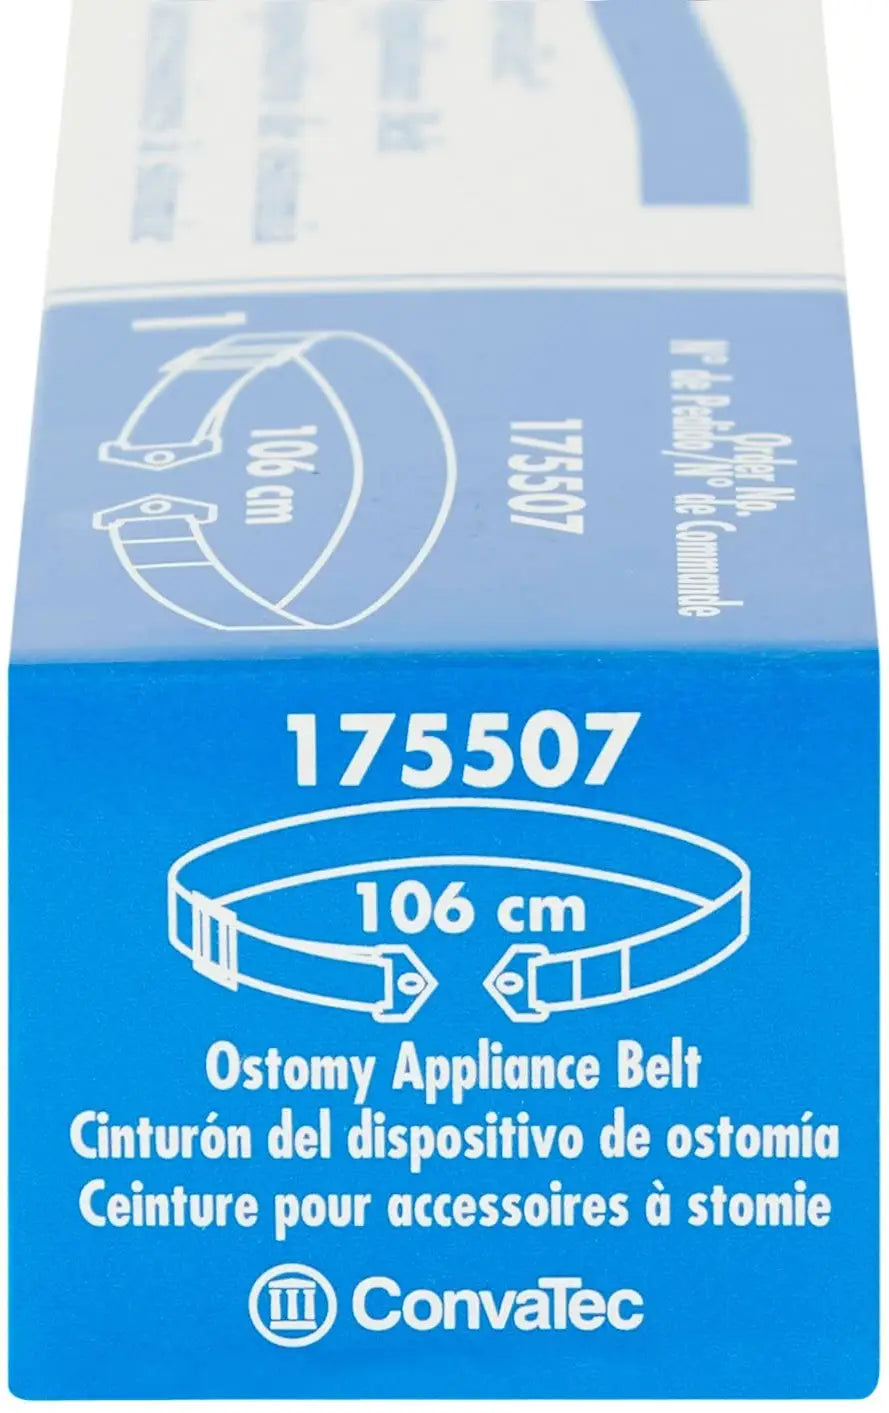 Order No.
Nº de Pedido/Nº de Commande
175507
106 cm
1
175507
106 cm
Ostomy Appliance Belt
Cinturón del dispositivo de ostomía
Ceinture pour accessoires à stomie
ConvaTec